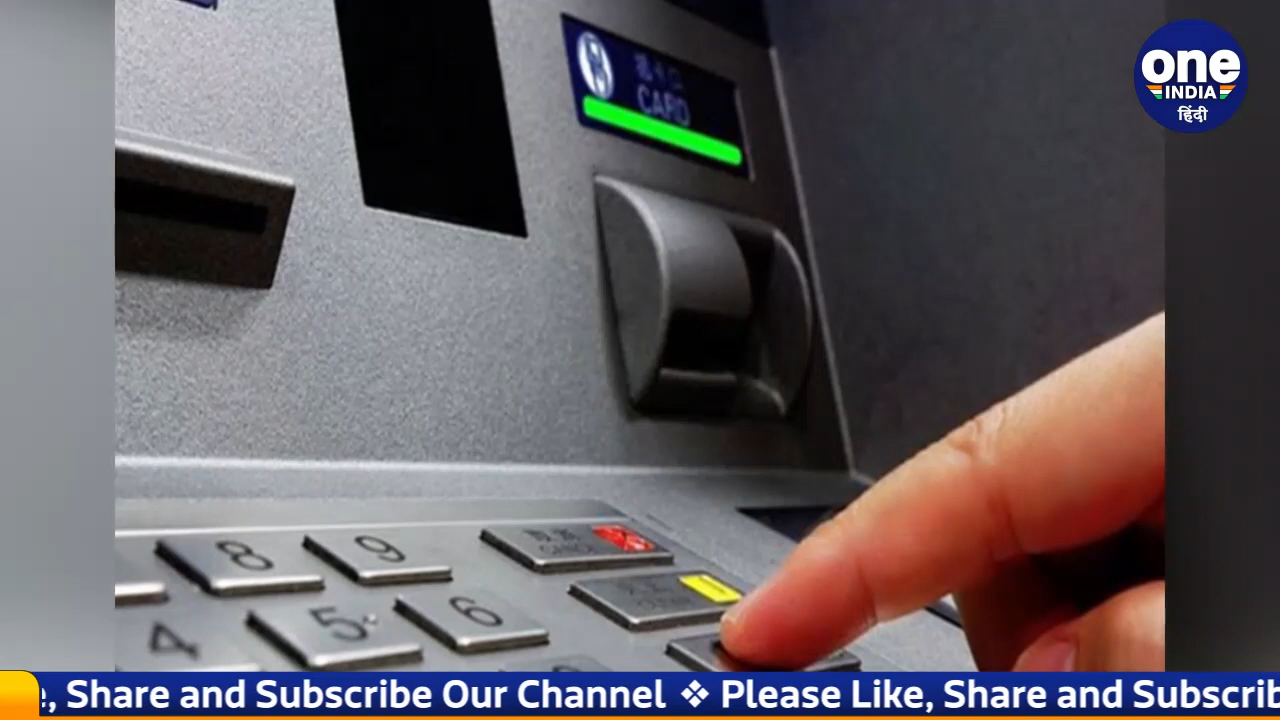 one
INDIA
हिंदी
CARD
8
9
5
6
4
, Share and Subscribe Our Channel ❖ Please Like, Share and Subscrib